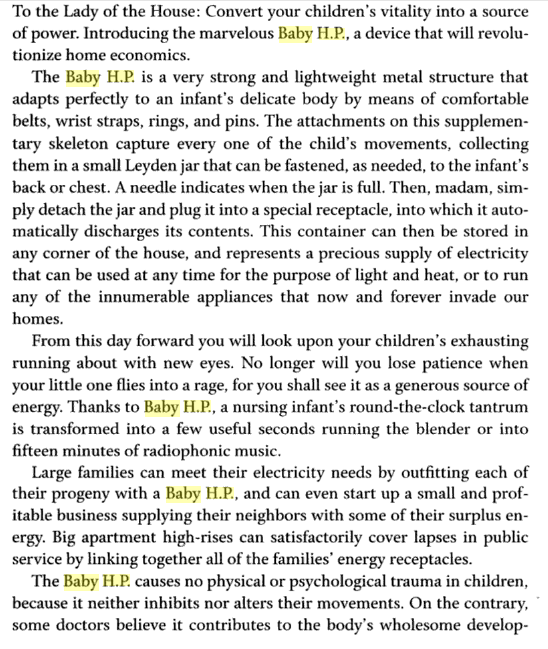 To the Lady of the House: Convert your children’s vitality into a source
of power. Introducing the marvelous Baby H.P., a device that will revolu-
tionize home economics.
The Baby H.P. is a very strong and lightweight metal structure that
adapts perfectly to an infant’s delicate body by means of comfortable
belts, wrist straps, rings, and pins. The attachments on this supplemen-
tary skeleton capture every one of the child’s movements, collecting
them in a small Leyden jar that can be fastened, as needed, to the infant’s
back or chest. A needle indicates when the jar is full. Then, madam, sim-
ply detach the jar and plug it into a special receptacle, into which it auto-
matically discharges its contents. This container can then be stored in
any corner of the house, and represents a precious supply of electricity
that can be used at any time for the purpose of light and heat, or to run
any of the innumerable appliances that now and forever invade our
homes.
From this day forward you will look upon your children’s exhausting
running about with new eyes. No longer will you lose patience when
your little one flies into a rage, for you shall see it as a generous source of
energy. Thanks to Baby H.P., a nursing infant’s round-the-clock tantrum
is transformed into a few useful seconds running the blender or into
fifteen minutes of radiophonic music.
Large families can meet their electricity needs by outfitting each of
their progeny with a Baby H.P., and can even start up a small and prof-
itable business supplying their neighbors with some of their surplus en-
ergy. Big apartment high-rises can satisfactorily cover lapses in public
service by linking together all of the families’ energy receptacles.
The Baby H.P. causes no physical or psychological trauma in children,
because it neither inhibits nor alters their movements. On the contrary,
some doctors believe it contributes to the body’s wholesome develop-